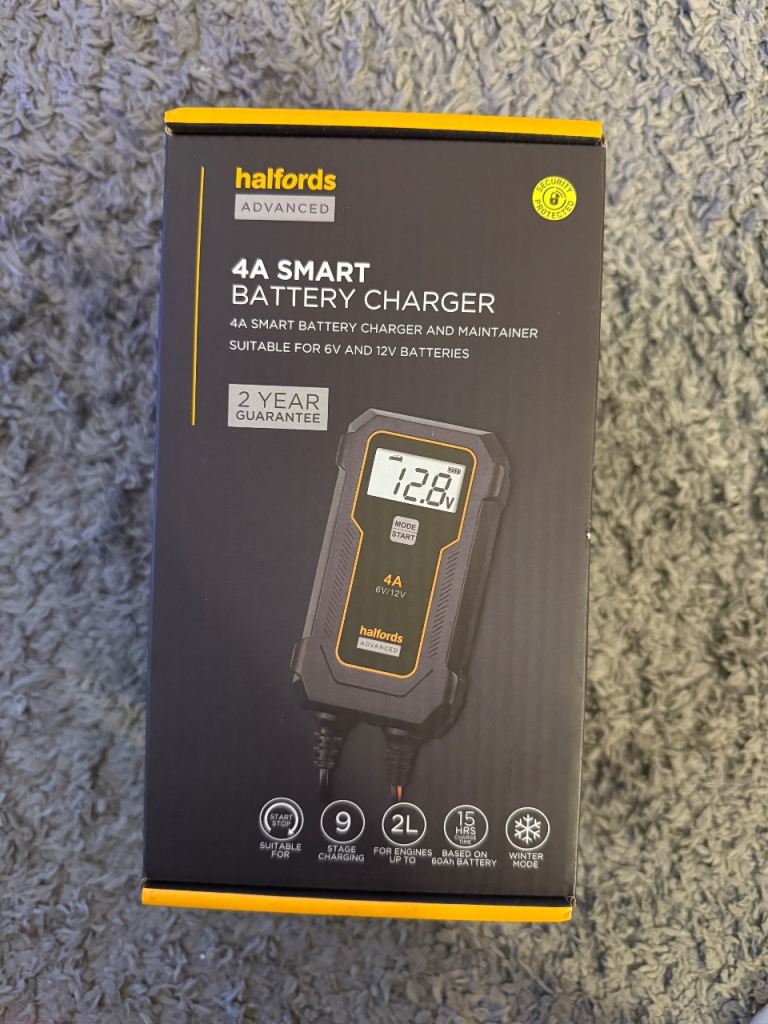 halfords
ADVANCED
SECURITY
PROTECTED
4A SMART
BATTERY CHARGER
4A SMART BATTERY CHARGER AND MAINTAINER
SUITABLE FOR 6V AND 12V BATTERIES
2 YEAR
GUARANTEE
12.8V
MODE
START
4A
6V/12V
halfords
ADVANCED
START
STOP
SUITABLE
FOR
9
STAGE
CHARGING
2L
FOR ENGINES
UP TO
15
HRS
CHARGE
TIME
BASED ON
60Ah BATTERY
WINTER
MODE